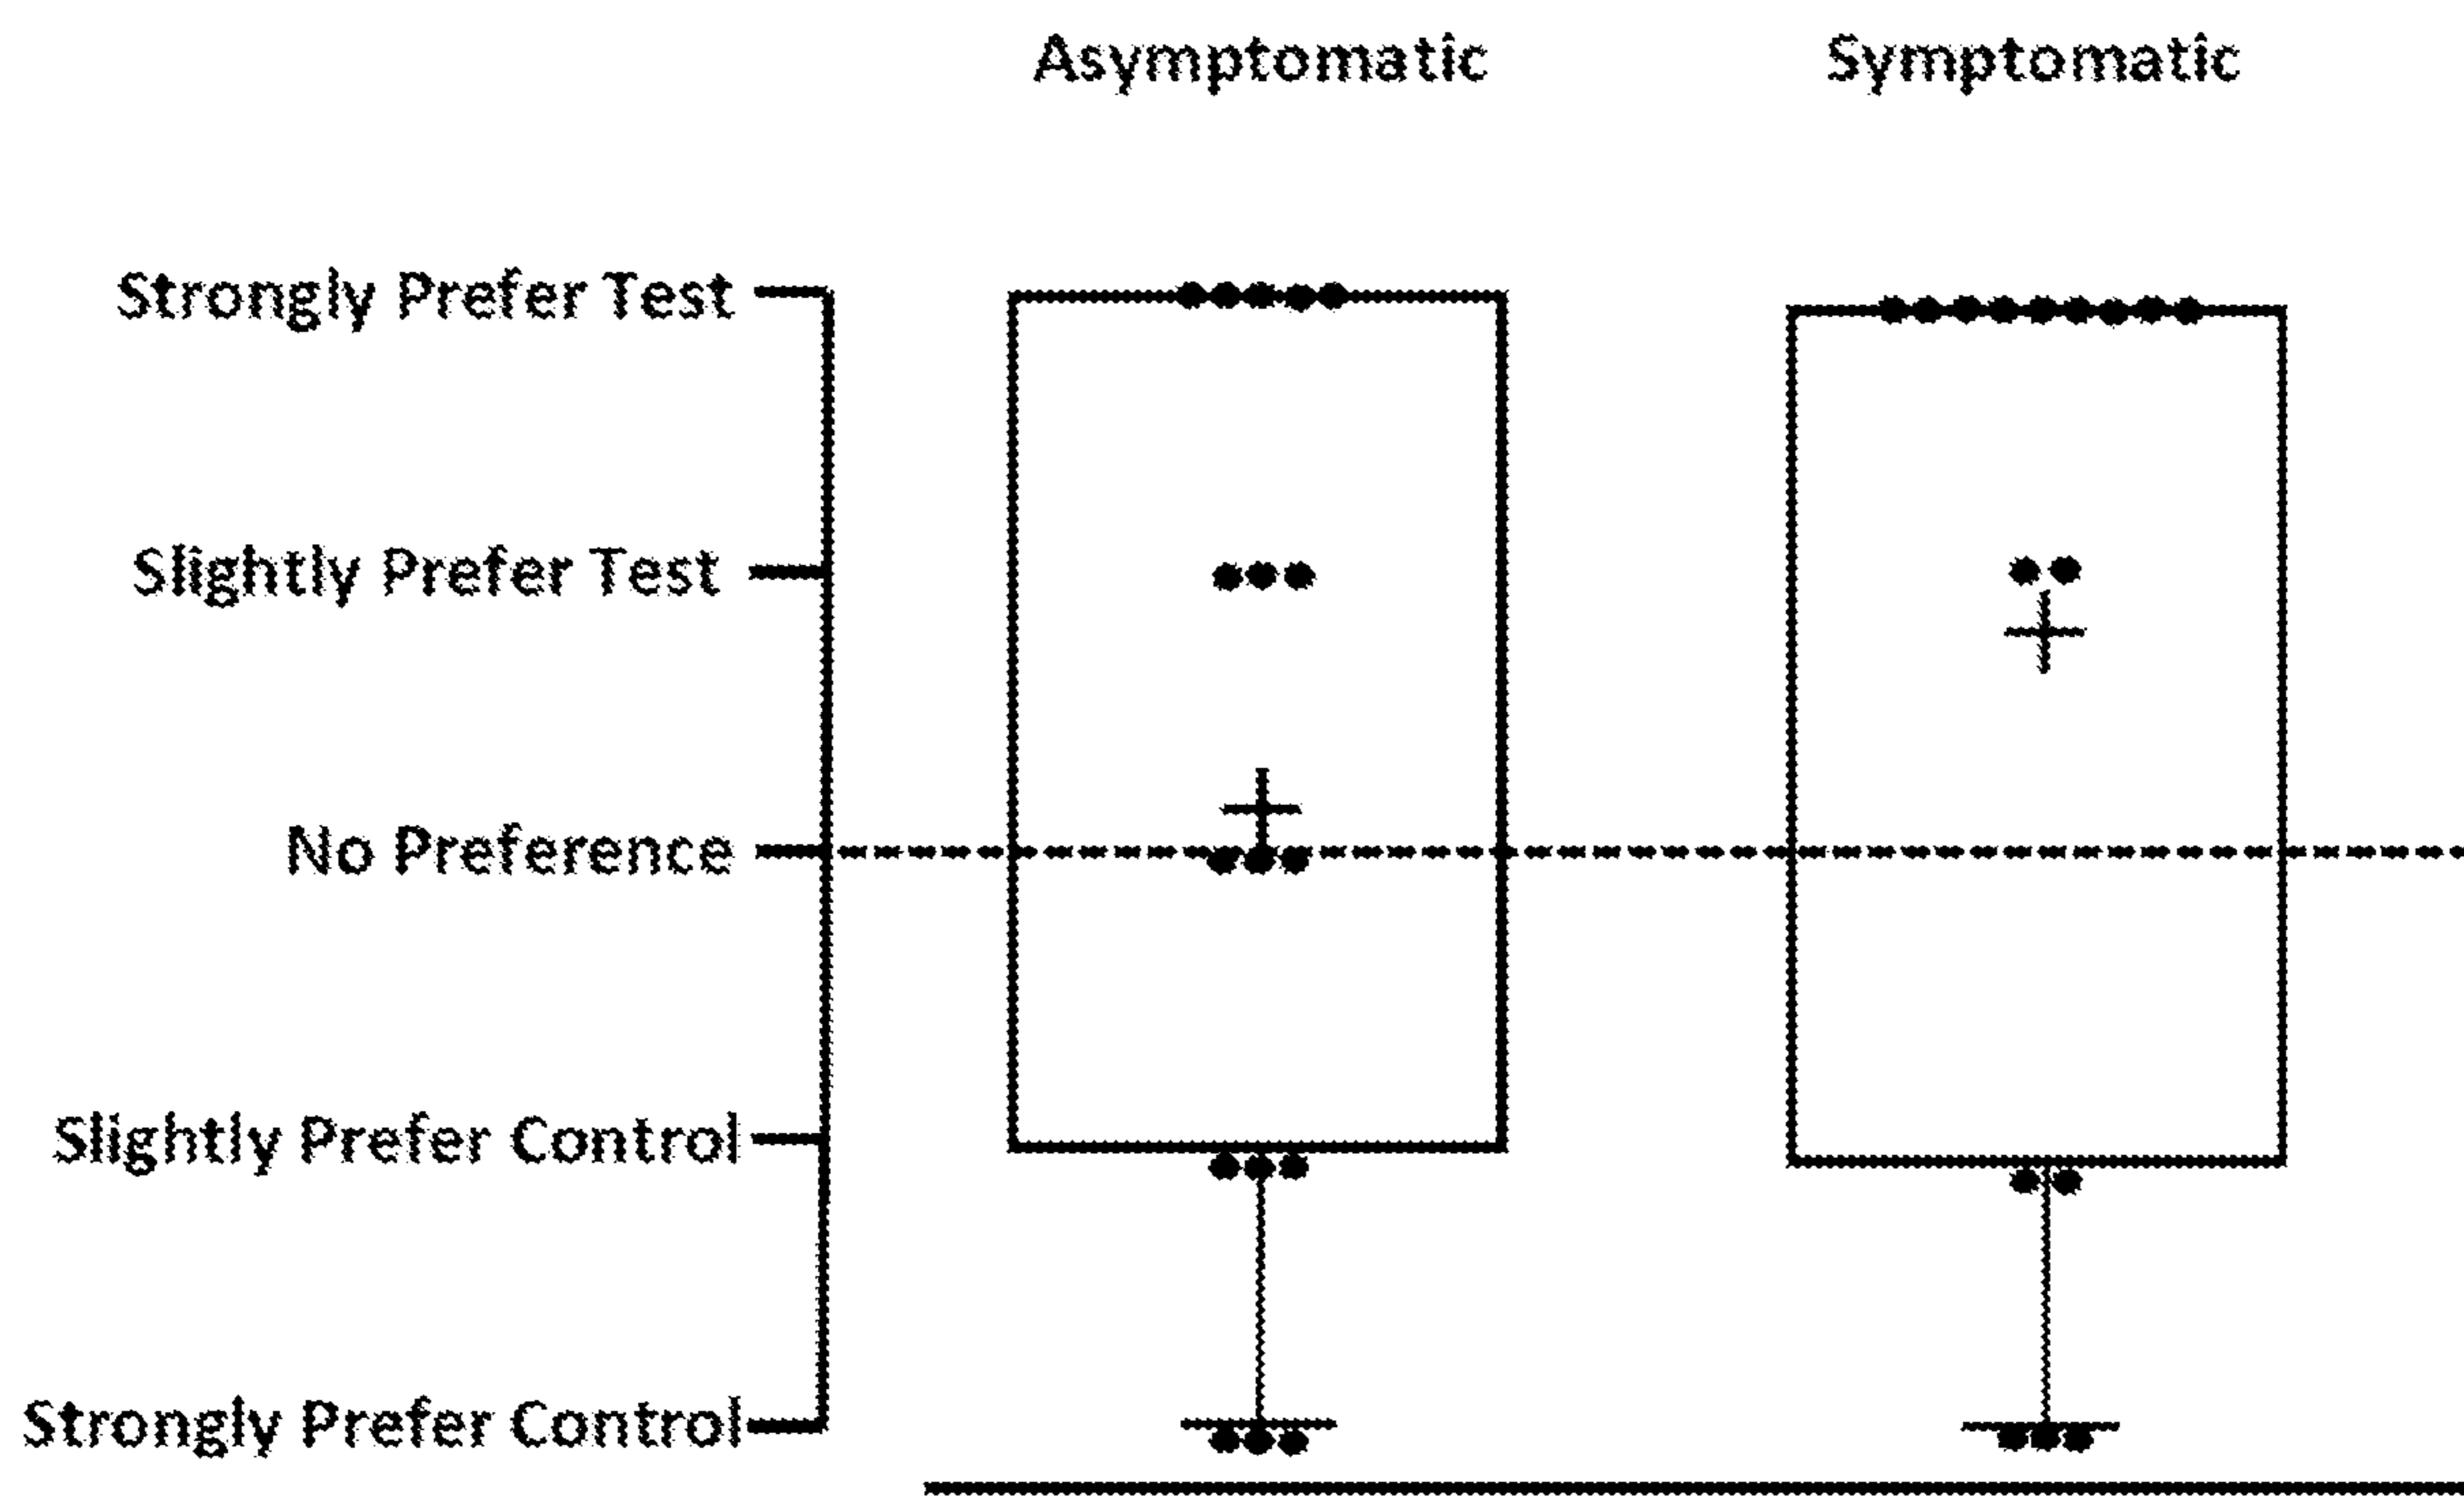 Asymptomatic Symptomatic
Strongly Prefer Test
Slightly Prefer Test
No Preference
Slightly Prefer Control
Strongly Prefer Control